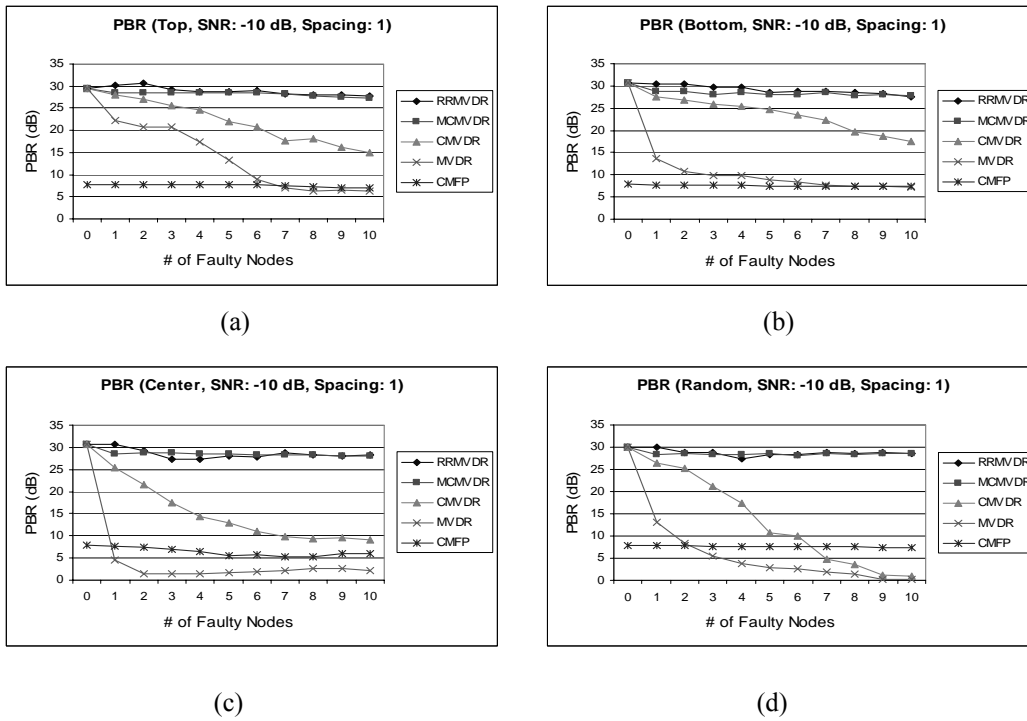 PBR (Top, SNR: -10 dB, Spacing: 1)
PBR (dB)
35
30
25
20
15
10
5
0
0 1 2 3 4 5 6 7 8 9 10
# of Faulty Nodes
RRMVDR
MCMVDR
CMVDR
MVDR
CMFP
(a)
PBR (Bottom, SNR: -10 dB, Spacing: 1)
PBR (dB)
35
30
25
20
15
10
5
0
0 1 2 3 4 5 6 7 8 9 10
# of Faulty Nodes
RRMVDR
MCMVDR
CMVDR
MVDR
CMFP
(b)
PBR (Center, SNR: -10 dB, Spacing: 1)
PBR (dB)
35
30
25
20
15
10
5
0
0 1 2 3 4 5 6 7 8 9 10
# of Faulty Nodes
RRMVDR
MCMVDR
CMVDR
MVDR
CMFP
(c)
PBR (Random, SNR: -10 dB, Spacing: 1)
PBR (dB)
35
30
25
20
15
10
5
0
0 1 2 3 4 5 6 7 8 9 10
# of Faulty Nodes
RRMVDR
MCMVDR
CMVDR
MVDR
CMFP
(d)